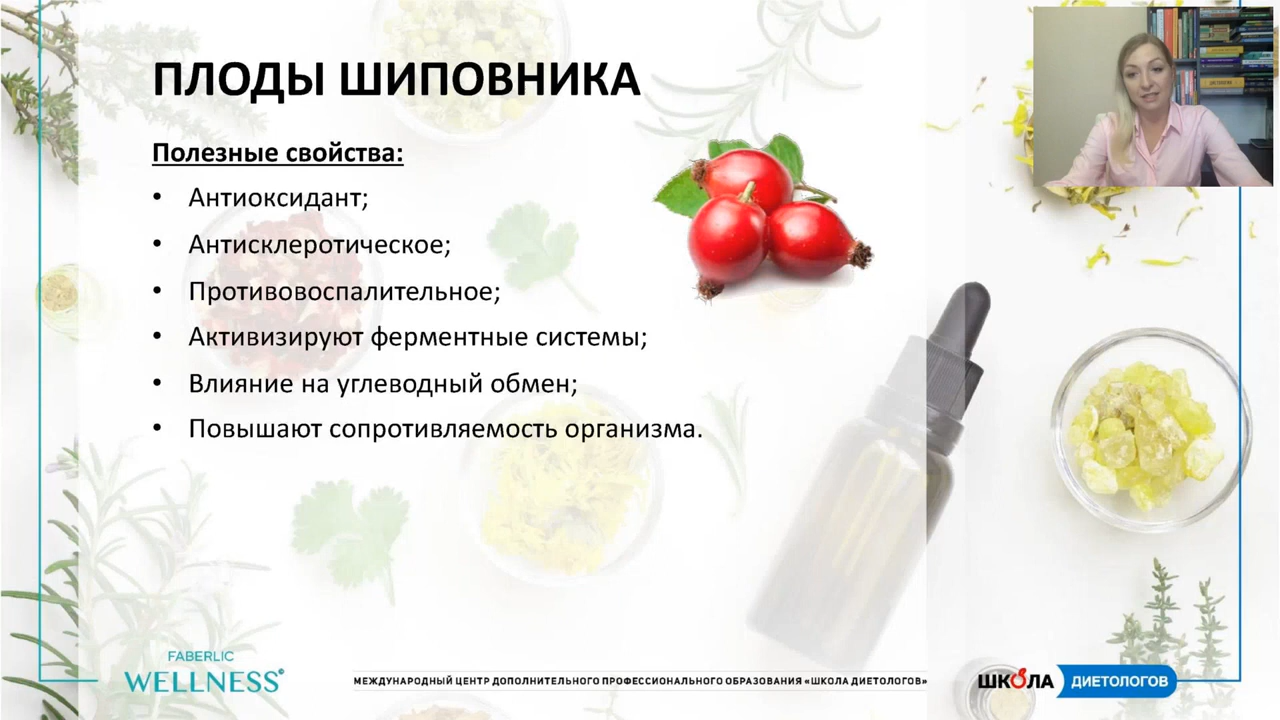 ПЛОДЫ ШИПОВНИКА
Полезные свойства:
• Антиоксидант;
• Антисклеротическое;
• Противовоспалительное;
• Активизируют ферментные системы;
• Влияние на углеводный обмен;
• Повышают сопротивляемость организма.
FABERLIC
WELLNESS
МЕЖДУНАРОДНЫЙ ЦЕНТР ДОПОЛНИТЕЛЬНОГО ПРОФЕССИОНАЛЬНОГО ОБРАЗОВАНИЯ «ШКОЛА ДИЕТОЛОГОВ»
ШКОЛА ДИЕТОЛОГОВ